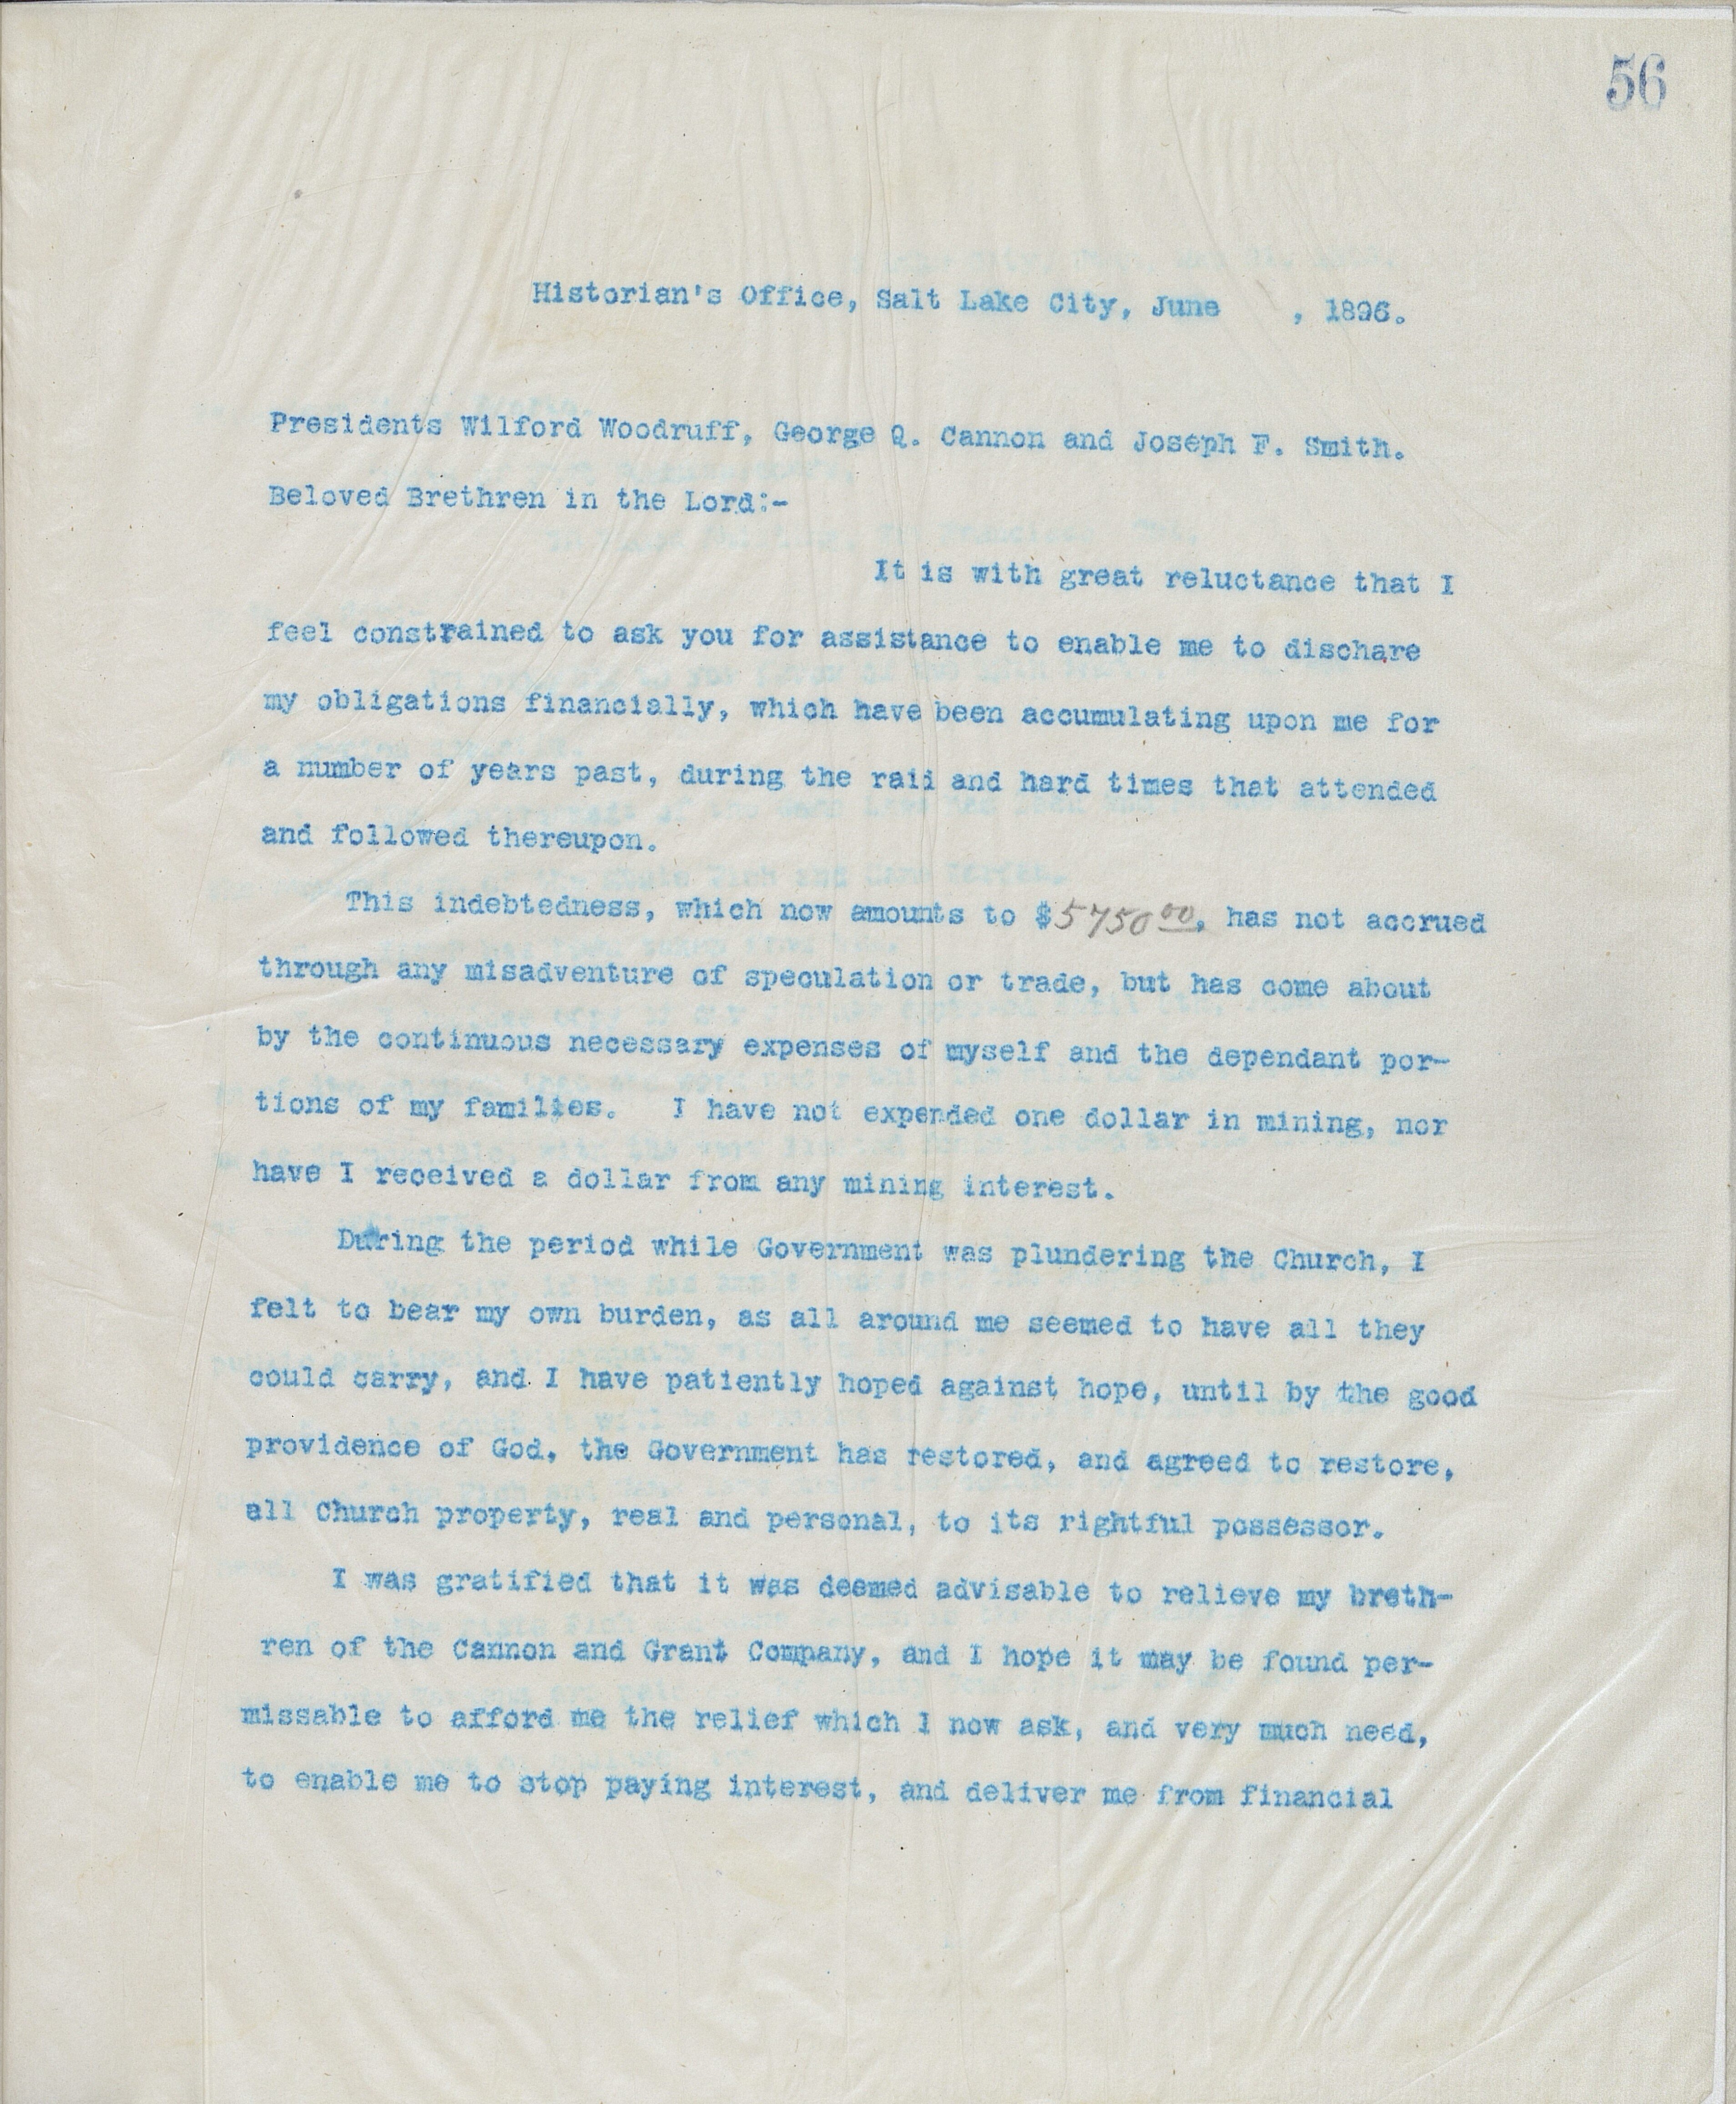 56
Historian's Office, Salt Lake City, June , 1896.
Presidents Wilford Woodruff, George Q. Cannon and Joseph F. Smith.
Beloved Brethren in the Lord:-
It is with great reluctance that I
feel constrained to ask you for assistance to enable me to dischare
my obligations financially, which have been accumulating upon me for
a number of years past, during the raid and hard times that attended
and followed thereupon.
This indebtedness, which now amounts to $5750 00, has not accrued
through any misadventure of speculation or trade, but has come about
by the continuous necessary expenses of myself and the dependant por-
tions of my families. I have not expended one dollar in mining, nor
have I received a dollar from any mining interest.
During the period while Government was plundering the Church, I
felt to bear my own burden, as all around me seemed to have all they
could carry, and I have patiently hoped against hope, until by the good
providence of God, the Government has restored, and agreed to restore,
all Church property, real and personal, to its rightful possessor.
I was gratified that it was deemed advisable to relieve my breth-
ren of the Cannon and Grant Company, and I hope it may be found per-
missable to afford me the relief which I now ask, and very much need,
to enable me to stop paying interest, and deliver me from financial